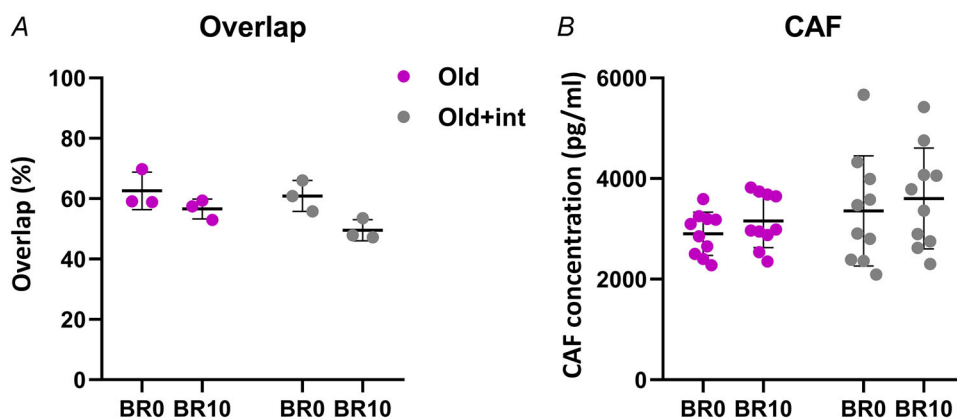 A
Overlap
Overlap (%)
100
80
60
40
20
0
BR0 BR10 BR0 BR10
Old
Old+int
B
CAF
CAF concentration (pg/ml)
6000
4000
2000
0
BR0 BR10 BR0 BR10